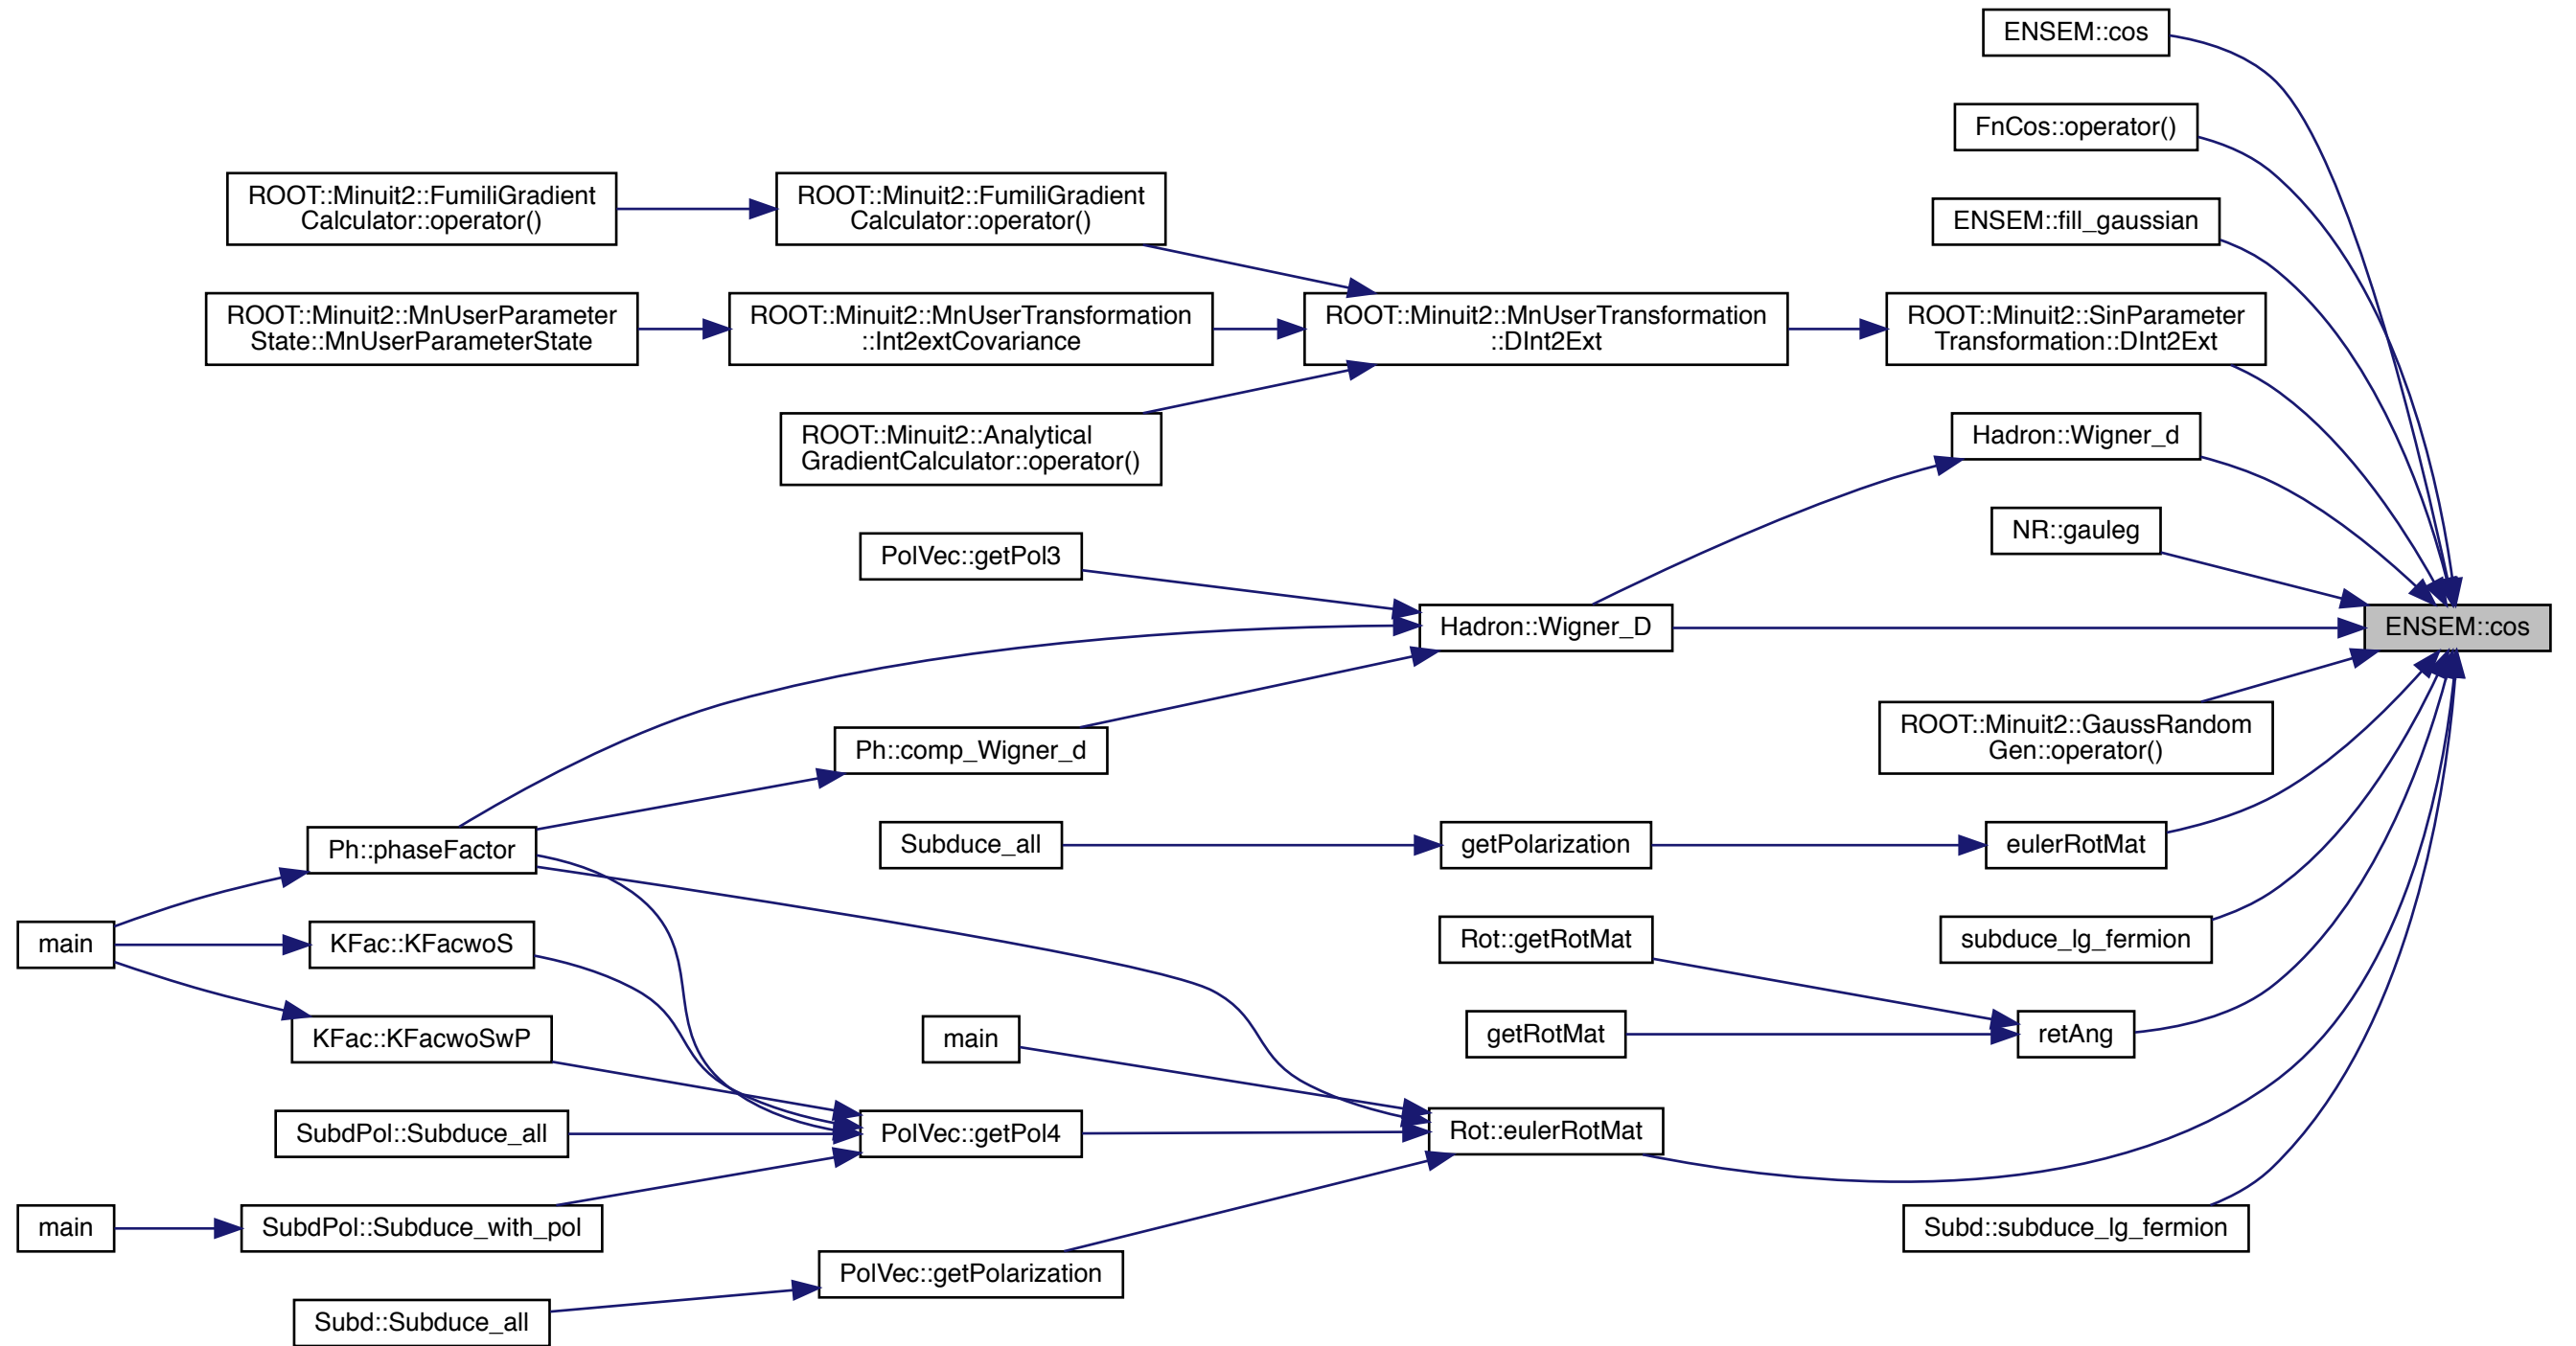 ENSEM::cos
FnCos::operator()
ROOT::Minuit2::FumiliGradient
Calculator::operator()
ROOT::Minuit2::FumiliGradient
Calculator::operator()
ENSEM::fill_gaussian
ROOT::Minuit2::MnUserParameter
State::MnUserParameterState
ROOT::Minuit2::MnUserTransformation
::Int2extCovariance
ROOT::Minuit2::MnUserTransformation
::DInt2Ext
ROOT::Minuit2::SinParameter
Transformation::DInt2Ext
ROOT::Minuit2::Analytical
GradientCalculator::operator()
Hadron::Wigner_d
NR::gauleg
PolVec::getPol3
Hadron::Wigner_D
ENSEM::cos
ROOT::Minuit2::GaussRandom
Gen::operator()
Ph::comp_Wigner_d
Ph::phaseFactor
Subduce_all
getPolarization
eulerRotMat
main
KFac::KFacwoS
Rot::getRotMat
subduce_lg_fermion
KFac::KFacwoSwP
main
getRotMat
retAng
SubdPol::Subduce_all
PolVec::getPol4
Rot::eulerRotMat
main
SubdPol::Subduce_with_pol
Subd::subduce_lg_fermion
PolVec::getPolarization
Subd::Subduce_all